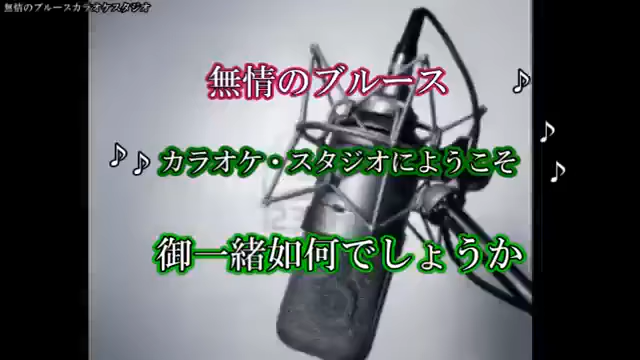 無情のブルースカラオケスタジオ
無情のブルース
カラオケ・スタジオにようこそ
御一緒如何でしょうか